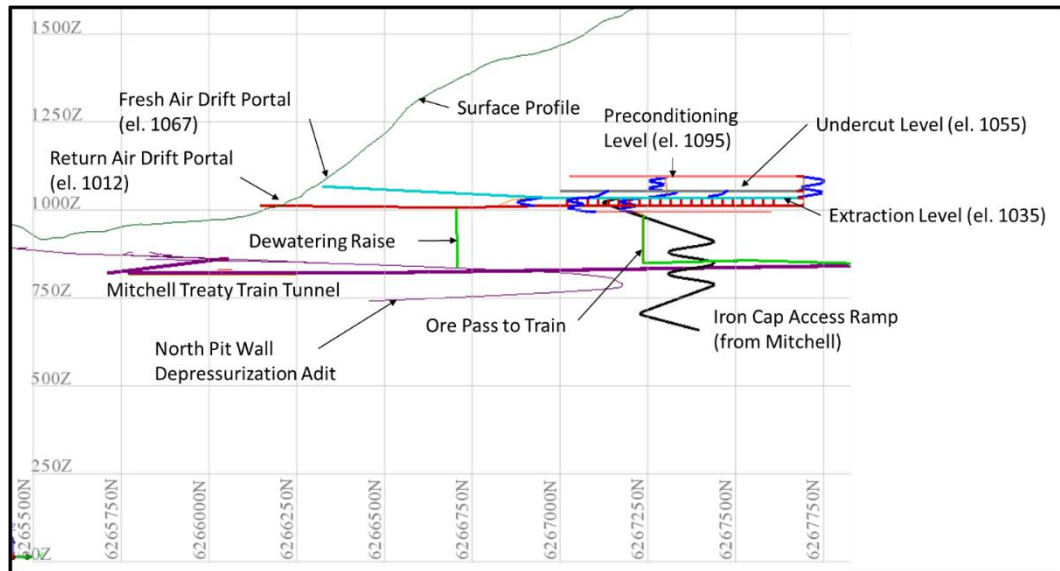 1500Z
1250Z
1000Z
750Z
500Z
250Z
0Z
Fresh Air Drift Portal
(el. 1067)
Return Air Drift Portal
(el. 1012)
Surface Profile
Preconditioning
Level (el. 1095)
Undercut Level (el. 1055)
Extraction Level (el. 1035)
Dewatering Raise
Mitchell Treaty Train Tunnel
Ore Pass to Train
North Pit Wall
Depressurization Adit
Iron Cap Access Ramp
(from Mitchell)
6265500N
6265750N
6266000N
6266250N
6266500N
6266750N
6267000N
6267250N
6267500N
6267750N